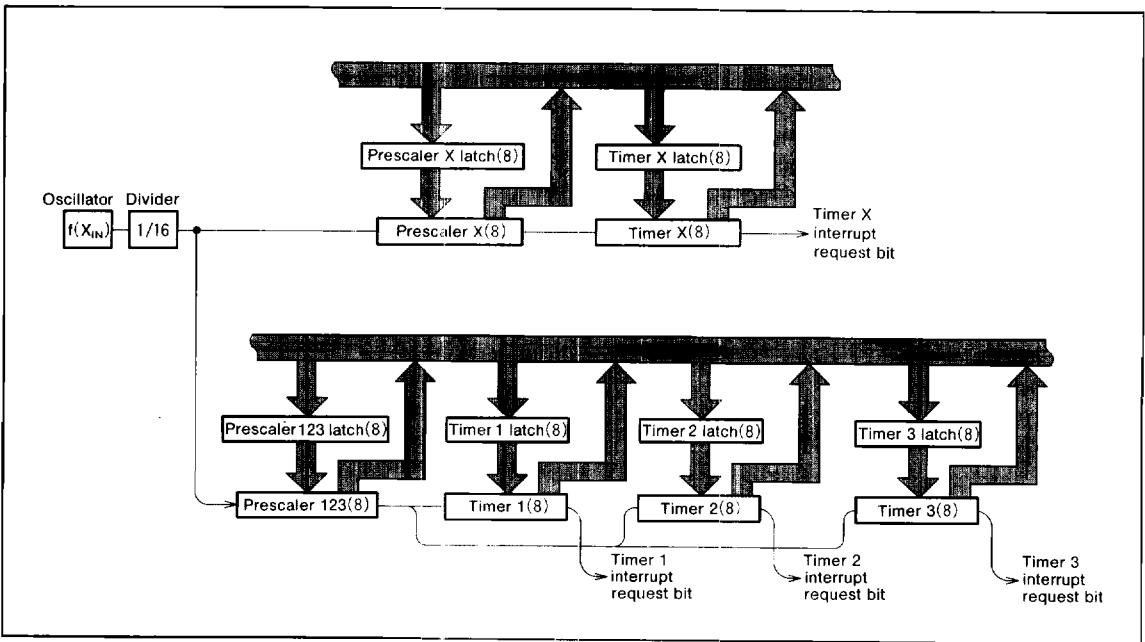 Prescaler X latch(8)
Timer X latch(8)
Oscillator
Divider
f(XIN)
1/16
Prescaler X(8)
Timer X(8)
Timer X
interrupt
request bit
Prescaler 123 latch(8)
Timer 1 latch(8)
Timer 2 latch(8)
Timer 3 latch(8)
Prescaler 123(8)
Timer 1(8)
Timer 2(8)
Timer 3(8)
Timer 1
interrupt
request bit
Timer 2
interrupt
request bit
Timer 3
interrupt
request bit